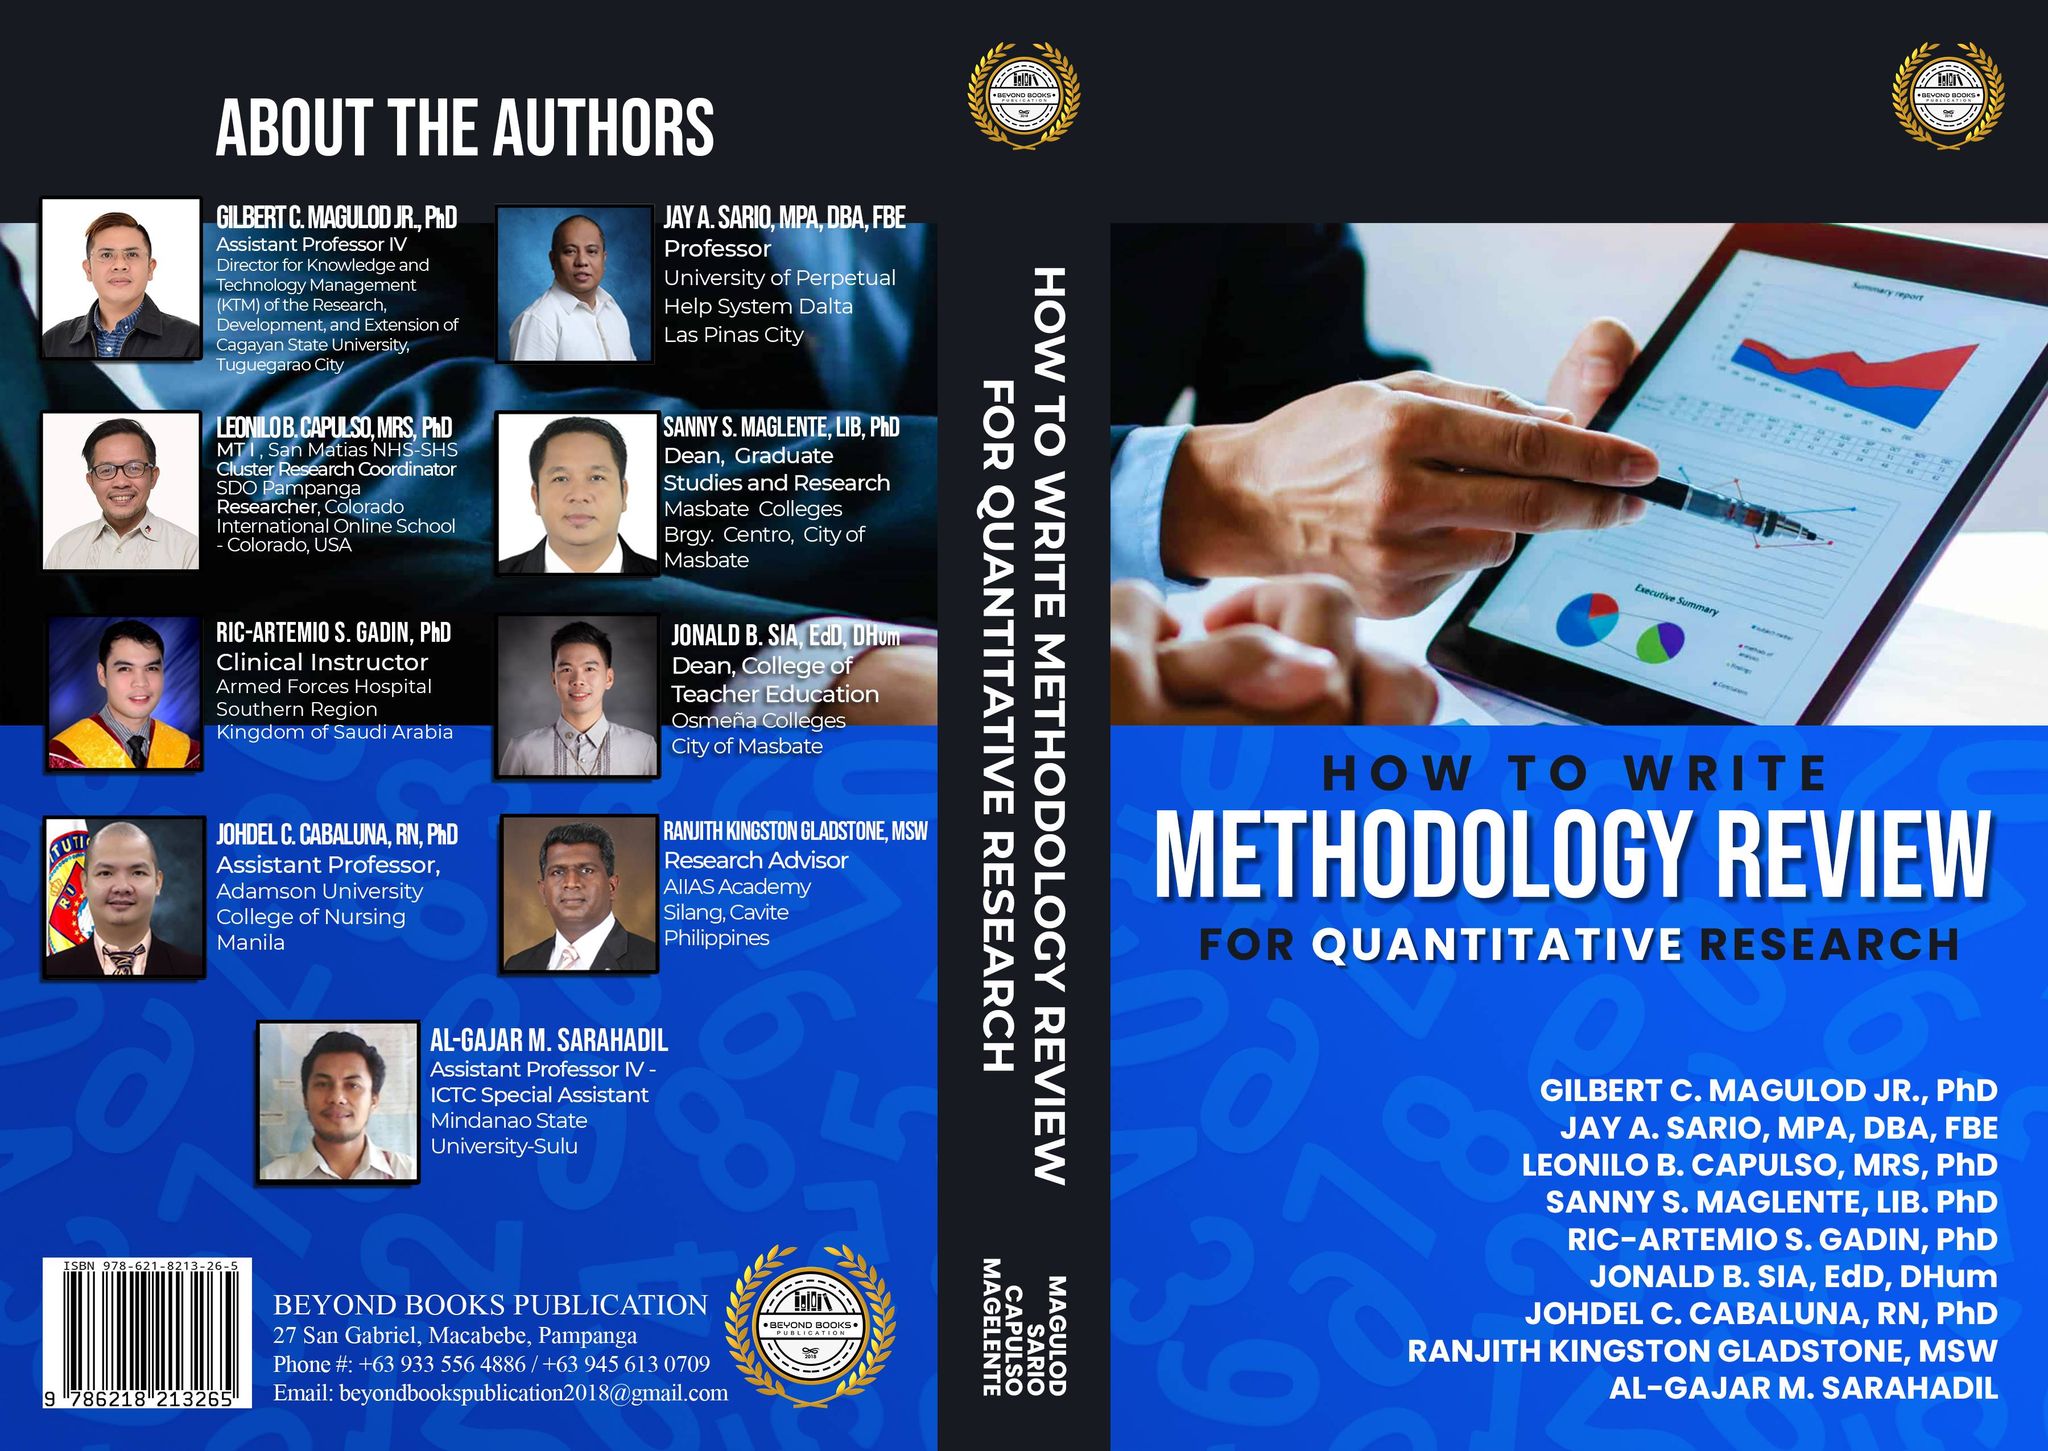 ABOUT THE AUTHORS
GILBERT C. MAGULOD JR., PhD
Assistant Professor IV
Director for Knowledge and
Technology Management
(KTM) of the Research,
Development, and Extension of
Cagayan State University,
Tuguegarao City
JAY A. SARIO, MPA, DBA, FBE
Professor
University of Perpetual
Help System Dalta
Las Pinas City
LEONILO B. CAPULSO, MRS, PhD
MT I , San Matias NHS-SHS
Cluster Research Coordinator
SDO Pampanga
Researcher, Colorado
International Online School
- Colorado, USA
SANNY S. MAGLENTE, LIB, PhD
Dean, Graduate
Studies and Research
Masbate Colleges
Brgy. Centro, City of
Masbate
RIC-ARTEMIO S. GADIN, PhD
Clinical Instructor
Armed Forces Hospital
Southern Region
Kingdom of Saudi Arabia
JONALD B. SIA, EdD, DHum
Dean, College of
Teacher Education
Osmeña Colleges
City of Masbate
JOHDEL C. CABALUNA, RN, PhD
Assistant Professor,
Adamson University
College of Nursing
Manila
RANJITH KINGSTON GLADSTONE, MSW
Research Advisor
AIIAS Academy
Silang, Cavite
Philippines
AL-GAJAR M. SARAHADIL
Assistant Professor IV -
ICTC Special Assistant
Mindanao State
University-Sulu
ISBN 978-621-8213-26-5
9 786218 213265
BEYOND BOOKS PUBLICATION
27 San Gabriel, Macabebe, Pampanga
Phone #: +63 933 556 4886 / +63 945 613 0709
Email: beyondbookspublication2018@gmail.com
BEYOND BOOKS
PUBLICATION
2018
BEYOND BOOKS
PUBLICATION
2018
HOW TO WRITE METHODOLOGY REVIEW
FOR QUANTITATIVE RESEARCH
MAGULOD
SARIO
CAPULSO
MAGELENTE
BEYOND BOOKS
PUBLICATION
2018
Summary report
Executive Summary
HOW TO WRITE
METHODOLOGY REVIEW
FOR QUANTITATIVE RESEARCH
GILBERT C. MAGULOD JR., PhD
JAY A. SARIO, MPA, DBA, FBE
LEONILO B. CAPULSO, MRS, PhD
SANNY S. MAGLENTE, LIB. PhD
RIC-ARTEMIO S. GADIN, PhD
JONALD B. SIA, EdD, DHum
JOHDEL C. CABALUNA, RN, PhD
RANJITH KINGSTON GLADSTONE, MSW
AL-GAJAR M. SARAHADIL